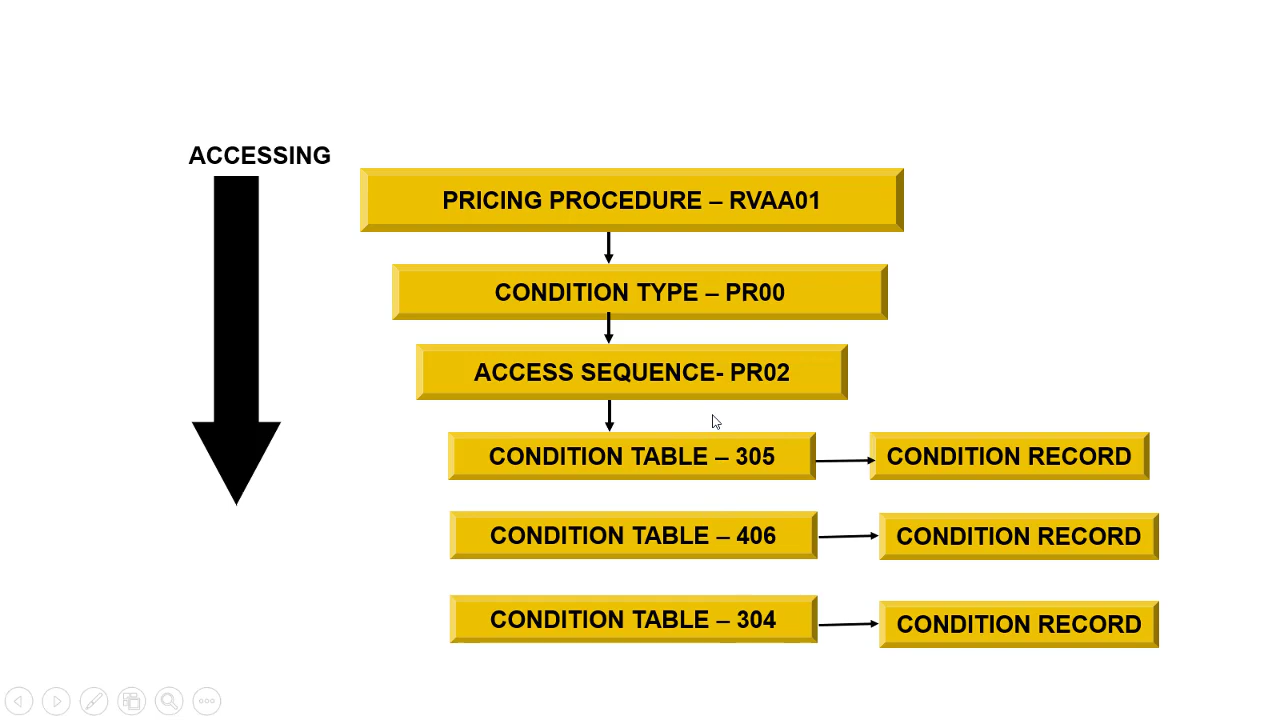 ACCESSING
PRICING PROCEDURE – RVAA01
CONDITION TYPE – PR00
ACCESS SEQUENCE- PR02
CONDITION TABLE – 305
CONDITION RECORD
CONDITION TABLE – 406
CONDITION RECORD
CONDITION TABLE – 304
CONDITION RECORD